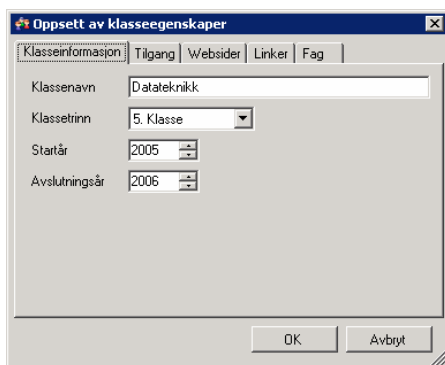 Oppsett av klasseegenskaper
Klasseinformasjon Tilgang Websider Linker Fag
Klassenavn Datateknikk
Klassetrinn 5. Klasse
Startår 2005
Avslutningsår 2006
OK Avbryt